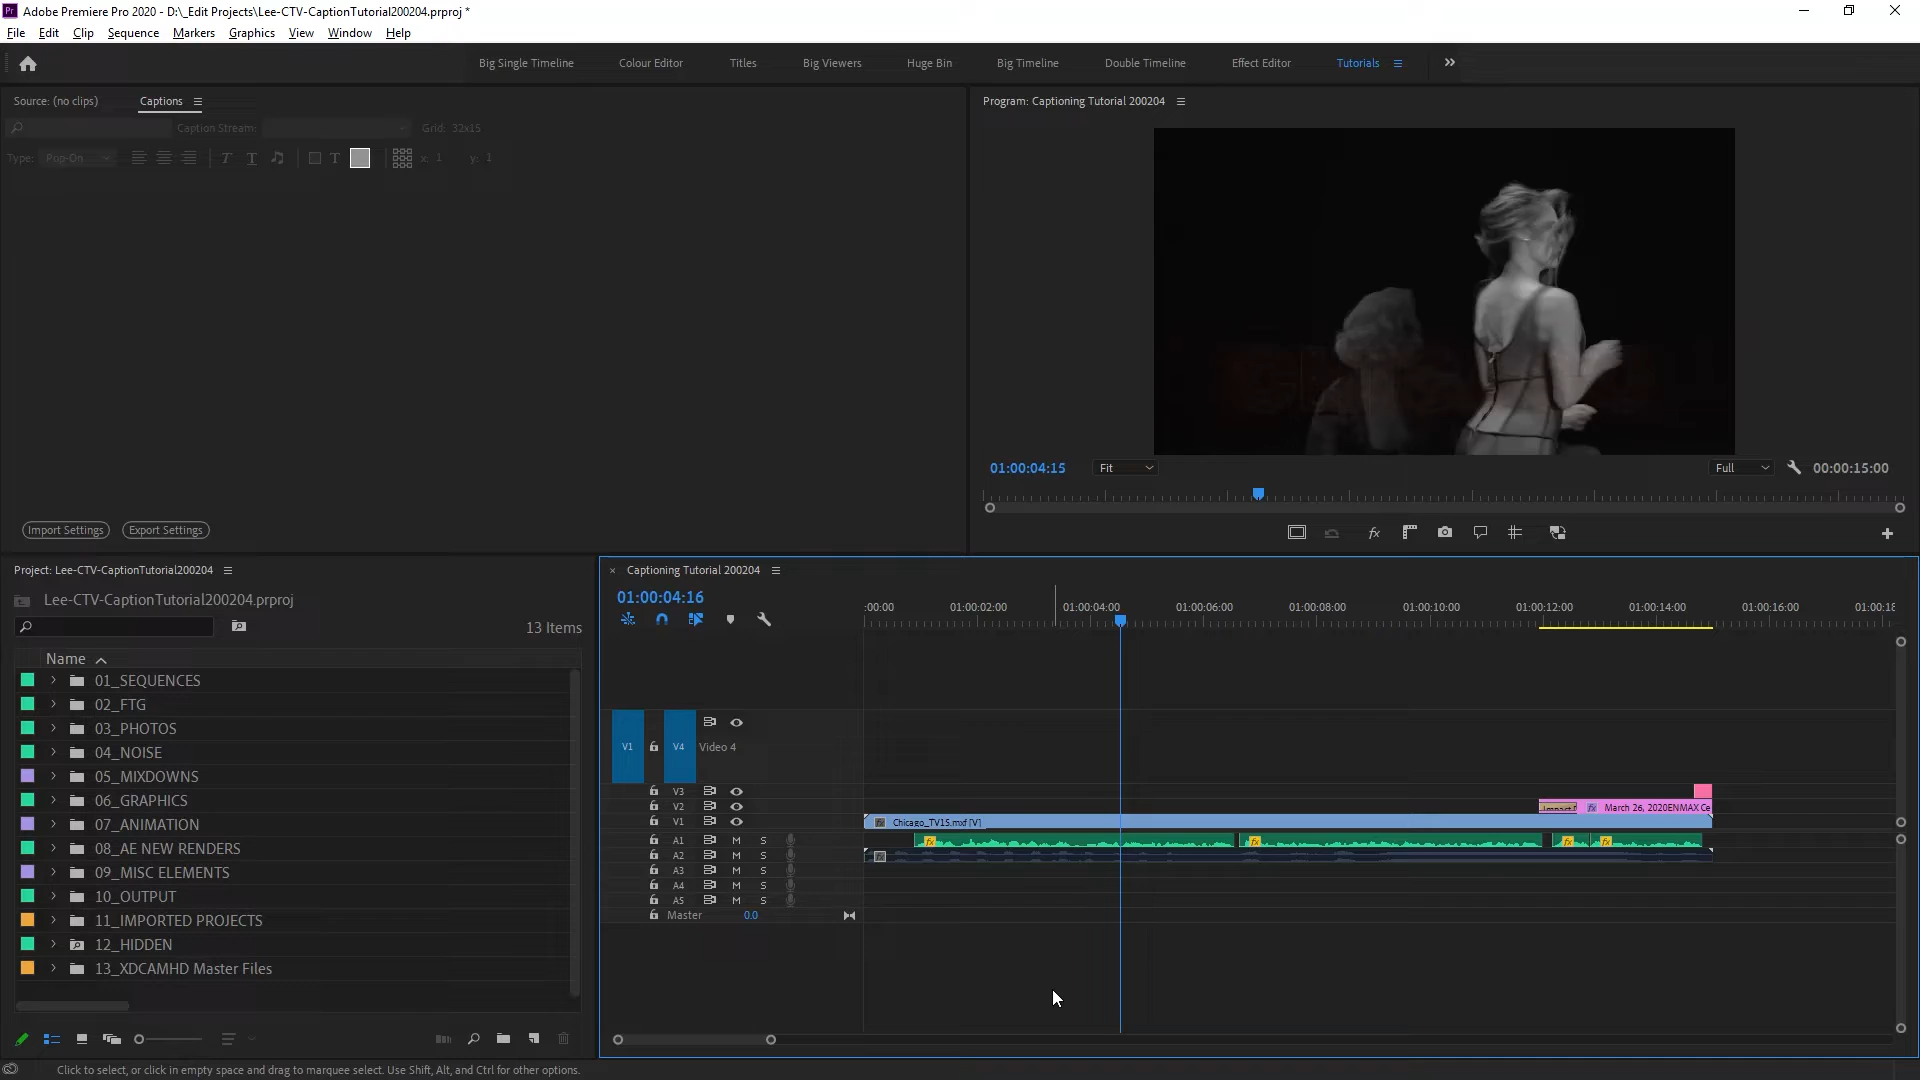 Adobe Premiere Pro 2020 - D:\_Edit Projects\Lee-CTV-CaptionTutorial200204.prproj *
File Edit Clip Sequence Markers Graphics View Window Help
Big Single Timeline Colour Editor Titles Big Viewers Huge Bin Big Timeline Double Timeline Effect Editor Tutorials
Source: (no clips) Captions
Caption Stream: Grid: 32x15
Type: Pop-On x: 1 y: 1
Import Settings Export Settings
Program: Captioning Tutorial 200204
01:00:04:15 Fit Full 00:00:15:00
Project: Lee-CTV-CaptionTutorial200204
Lee-CTV-CaptionTutorial200204.prproj
13 Items
Name
01_SEQUENCES
02_FTG
03_PHOTOS
04_NOISE
05_MIXDOWNS
06_GRAPHICS
07_ANIMATION
08_AE NEW RENDERS
09_MISC ELEMENTS
10_OUTPUT
11_IMPORTED PROJECTS
12_HIDDEN
13_XDCAMHD Master Files
Captioning Tutorial 200204
01:00:04:16
:00:00 01:00:02:00 01:00:04:00 01:00:06:00 01:00:08:00 01:00:10:00 01:00:12:00 01:00:14:00 01:00:16:00 01:00:18
V1 V4 Video 4
V3
V2 March 26, 2020ENMAX Ce
V1 Chicago_TV15.mxf [V]
A1 M S
A2 M S
A3 M S
A4 M S
A5 M S
Master 0.0
Click to select, or click in empty space and drag to marquee select. Use Shift, Alt, and Ctrl for other options.